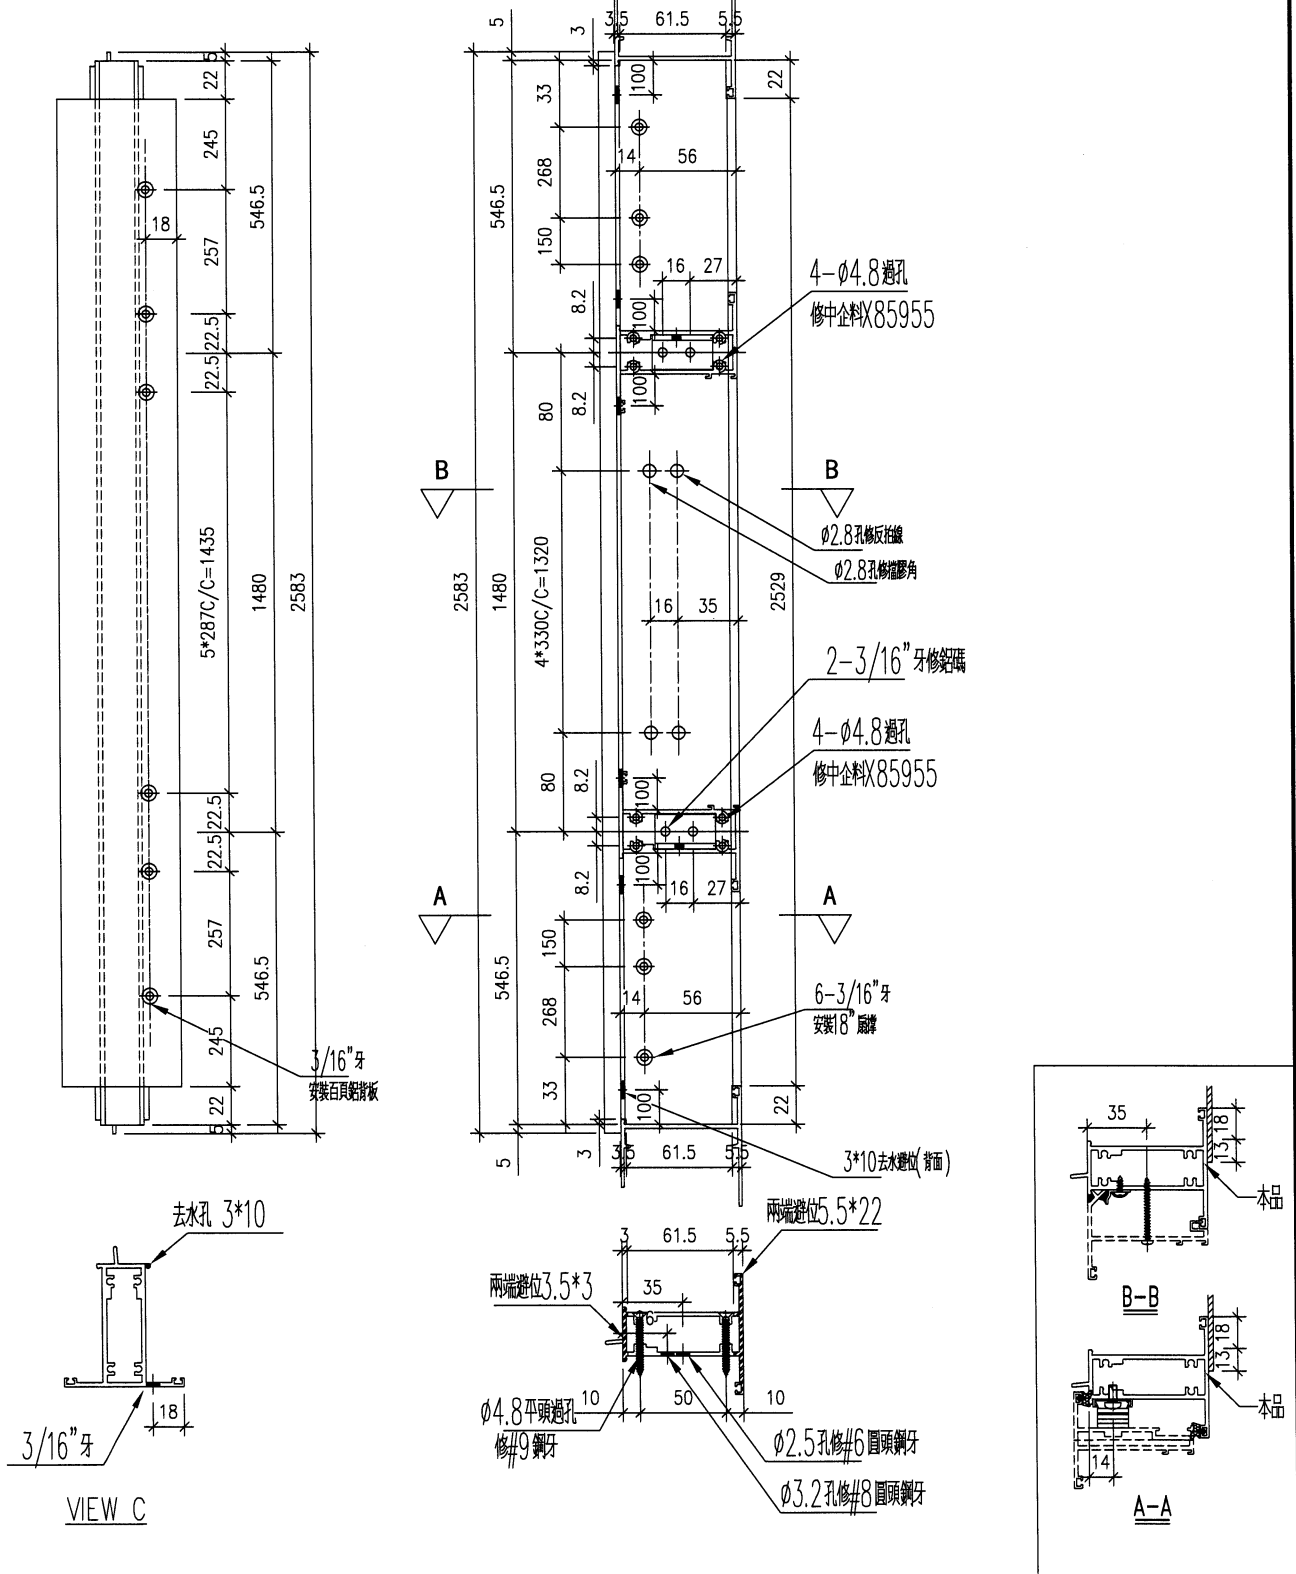 5
22
245
546.5
18
257
22.5
22.5
5*287C/C=1435
1480
2583
22.5
22.5
257
546.5
245
22
5
3/16"牙
安裝百頁鋁背板
5
3
3.5
61.5
5.5
33
100
22
14
56
268
546.5
150
16
27
8.2
100
4-ø4.8過孔
修中企料X85955
80
8.2
100
B
B
ø2.8孔修反拍線
ø2.8孔修擋膠角
2583
1480
4*330C/C=1320
16
35
2529
2-3/16"牙修鋁碼
4-ø4.8過孔
修中企料X85955
80
8.2
100
8.2
100
16
27
A
A
150
546.5
268
14
56
6-3/16"牙
安裝18"扇撐
33
100
22
5
3
3.5
61.5
5.5
3*10去水避位(背面)
去水孔 3*10
18
3/16"牙
VIEW C
兩端避位5.5*22
3
61.5
5.5
兩端避位3.5*3
35
6
10
50
10
ø4.8平頭過孔
修#9鋼牙
ø2.5孔修#6圓頭鋼牙
ø3.2孔修#8圓頭鋼牙
35
18
13
本品
B-B
18
13
本品
14
A-A